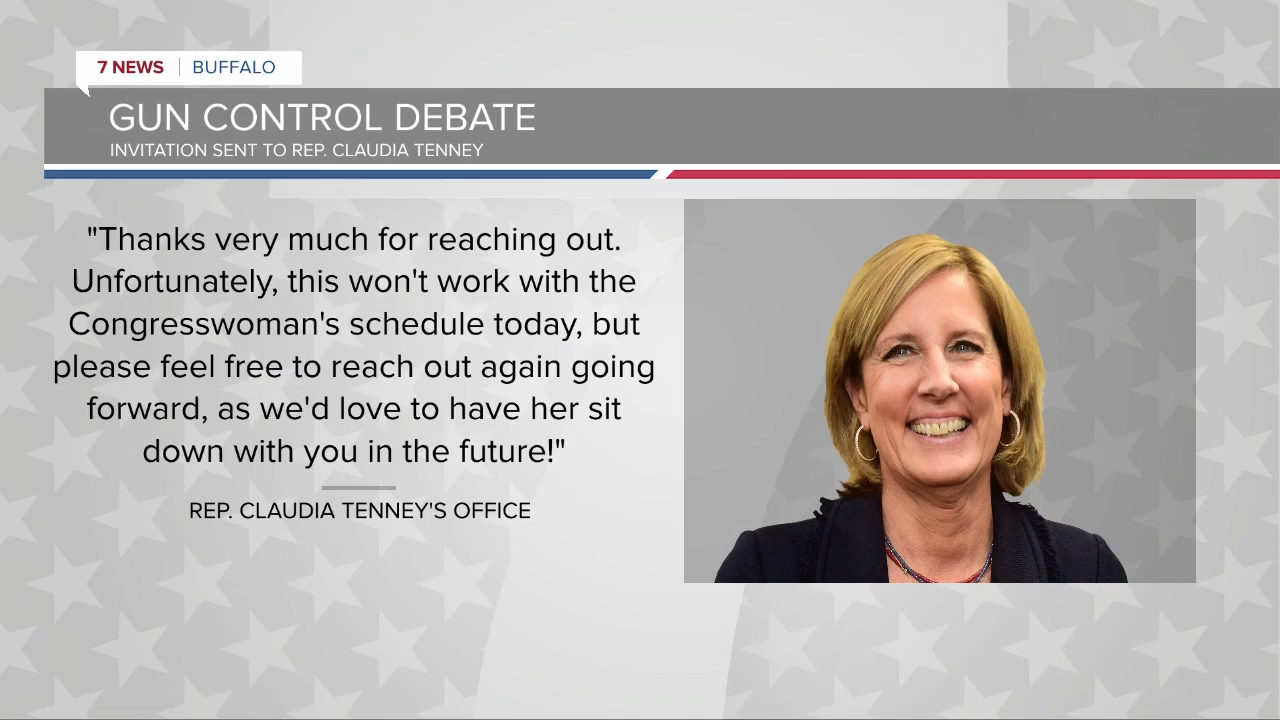 7 NEWS | BUFFALO
GUN CONTROL DEBATE
INVITATION SENT TO REP. CLAUDIA TENNEY
"Thanks very much for reaching out.
Unfortunately, this won't work with the
Congresswoman's schedule today, but
please feel free to reach out again going
forward, as we'd love to have her sit
down with you in the future!"
REP. CLAUDIA TENNEY'S OFFICE